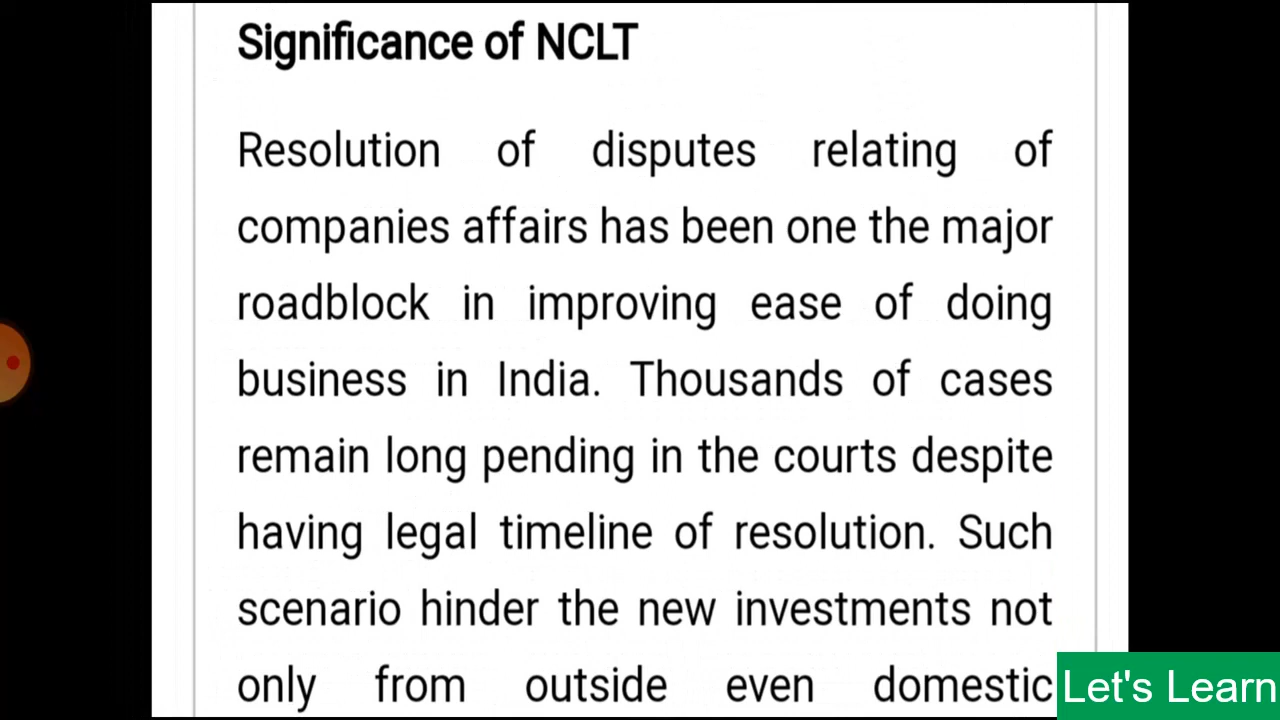 Significance of NCLT
Resolution of disputes relating of
companies affairs has been one the major
roadblock in improving ease of doing
business in India. Thousands of cases
remain long pending in the courts despite
having legal timeline of resolution. Such
scenario hinder the new investments not
only from outside even domestic
Let's Learn